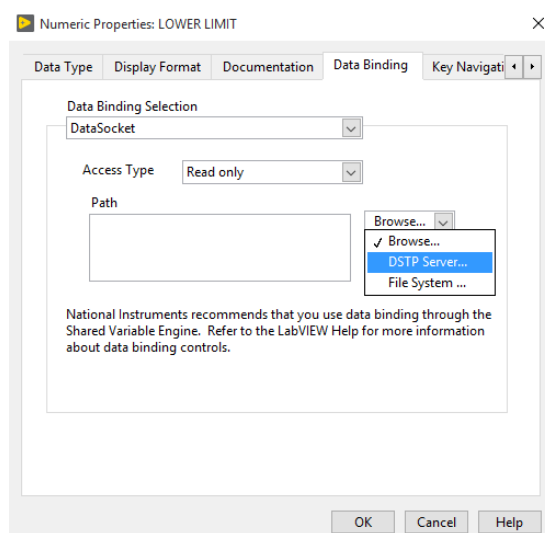 Numeric Properties: LOWER LIMIT
Data Type Display Format Documentation Data Binding Key Navigati
Data Binding Selection
DataSocket
Access Type Read only
Path
Browse...
✓ Browse...
DSTP Server...
File System ...
National Instruments recommends that you use data binding through the
Shared Variable Engine. Refer to the LabVIEW Help for more information
about data binding controls.
OK Cancel Help